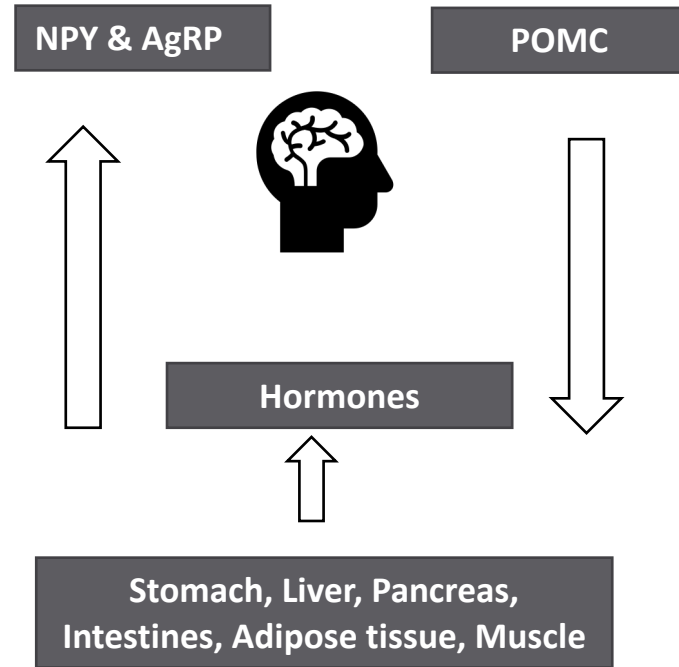 NPY & AgRP
POMC
Hormones
Stomach, Liver, Pancreas,
Intestines, Adipose tissue, Muscle